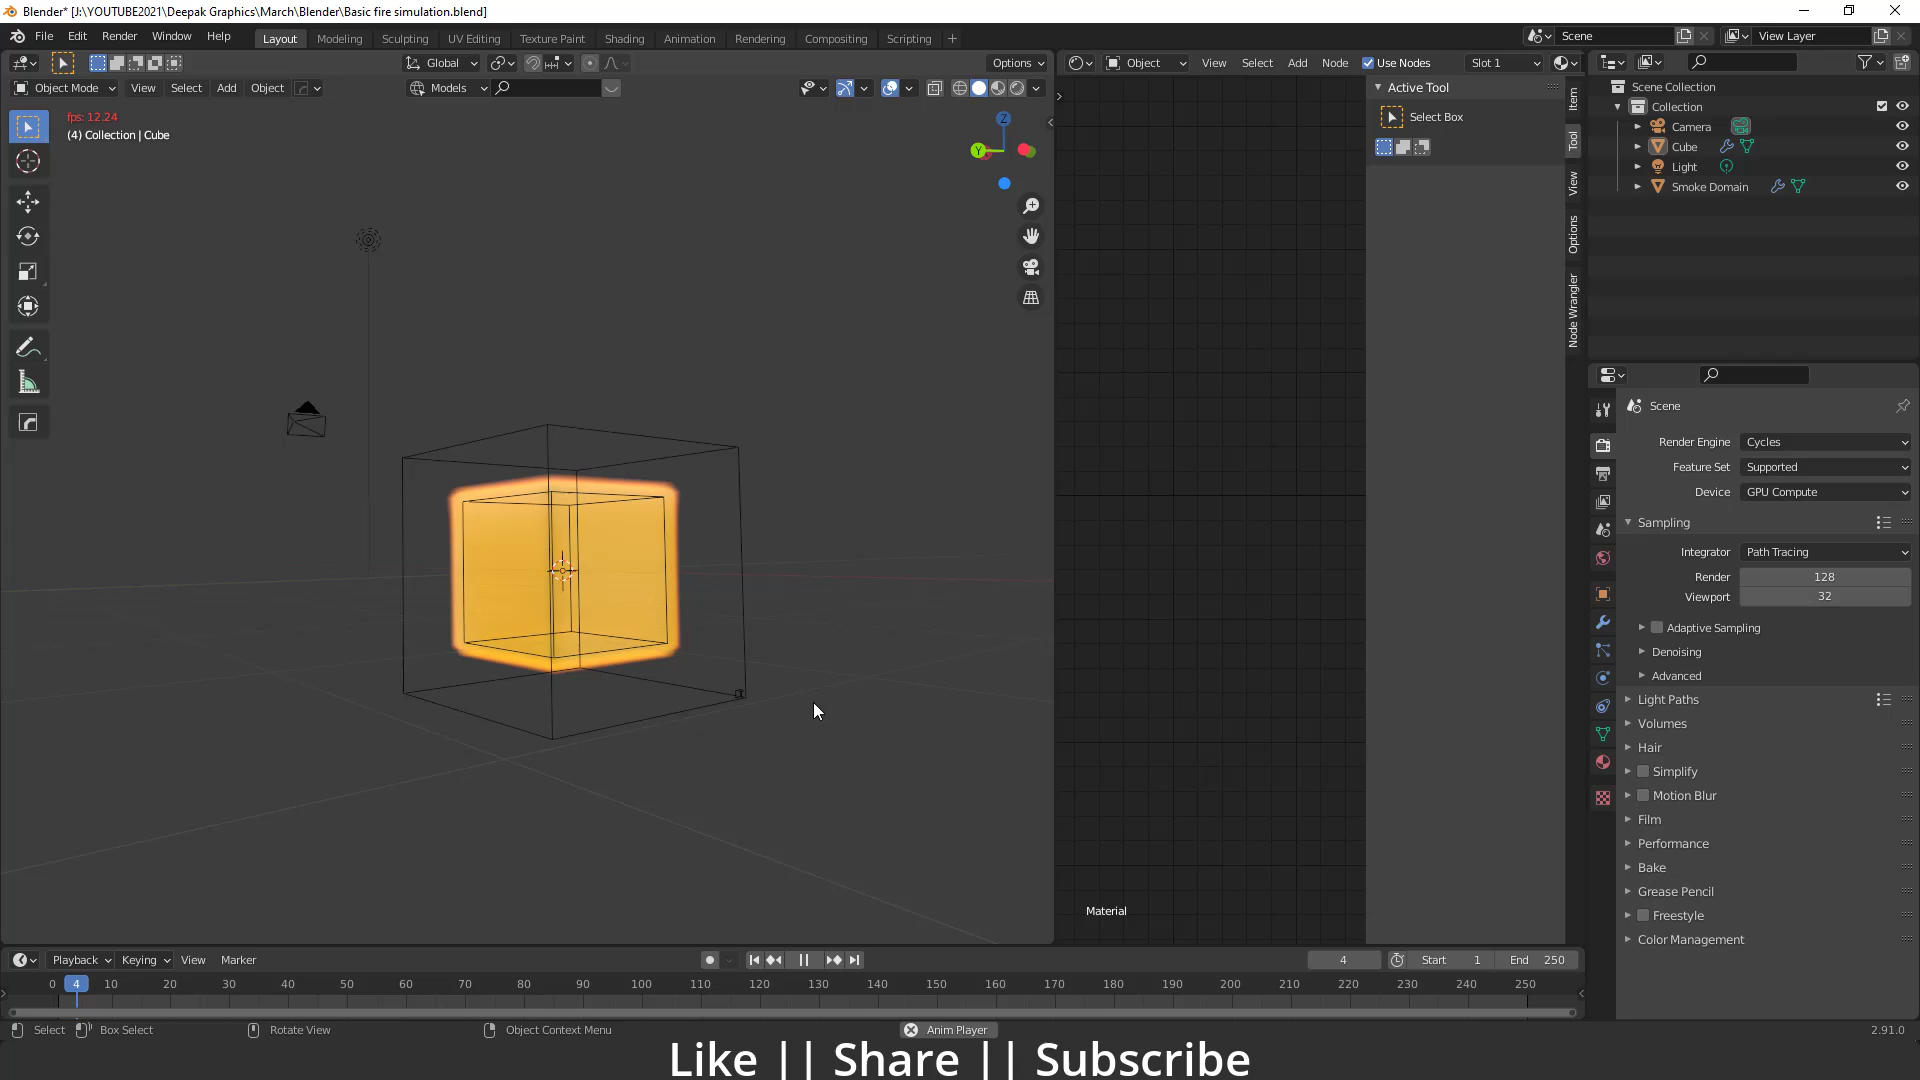 Blender* [J:\YOUTUBE2021\Deepak Graphics\March\Blender\Basic fire simulation.blend]
File Edit Render Window Help Layout Modeling Sculpting UV Editing Texture Paint Shading Animation Rendering Compositing Scripting + Scene View Layer
Global Options Object View Select Add Node Use Nodes Slot 1
Object Mode View Select Add Object Models
fps: 12.24
(4) Collection | Cube
Z
Y
Active Tool
Select Box
Item
Tool
View
Options
Node Wrangler
Material
Scene Collection
Collection
Camera
Cube
Light
Smoke Domain
Scene
Render Engine Cycles
Feature Set Supported
Device GPU Compute
Sampling
Integrator Path Tracing
Render 128
Viewport 32
Adaptive Sampling
Denoising
Advanced
Light Paths
Volumes
Hair
Simplify
Motion Blur
Film
Performance
Bake
Grease Pencil
Freestyle
Color Management
Playback Keying View Marker 4 Start 1 End 250
0 4 10 20 30 40 50 60 70 80 90 100 110 120 130 140 150 160 170 180 190 200 210 220 230 240 250
Select Box Select Rotate View Object Context Menu Anim Player 2.91.0
Like || Share || Subscribe